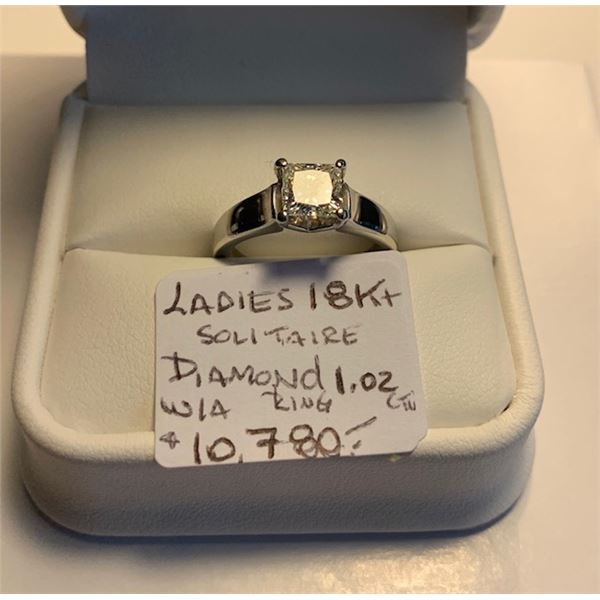 LADIES 18Kt
SOLITAIRE
DIAMOND 1.02 CTW
W/A RING
$10,780.-